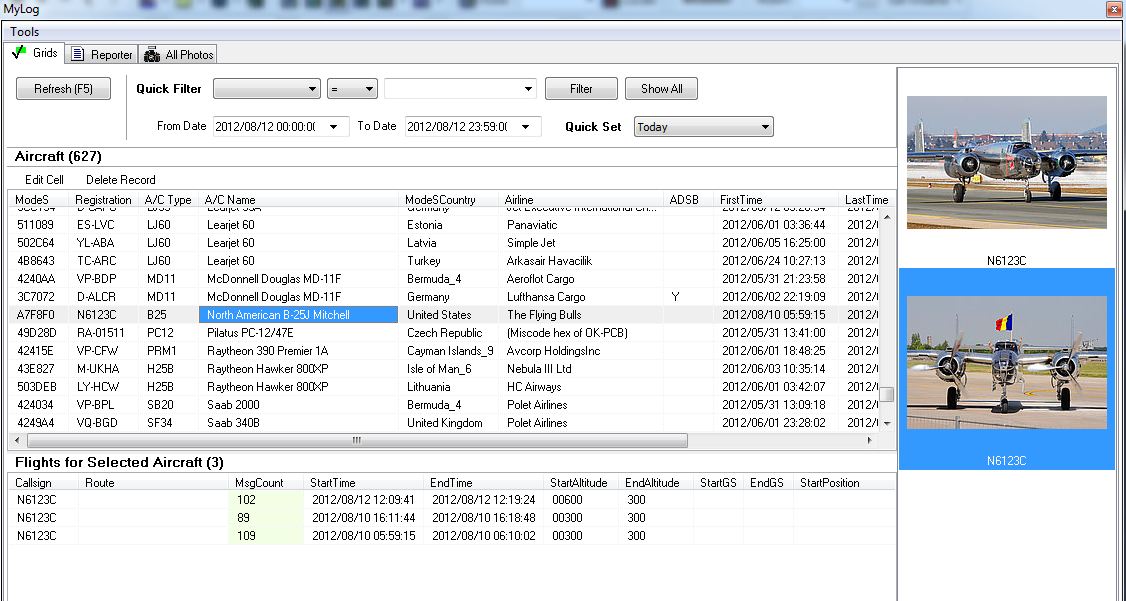 MyLog
Tools
Grids Reporter All Photos
Refresh (F5) Quick Filter = Filter Show All
From Date 2012/08/12 00:00:0( To Date 2012/08/12 23:59:0( Quick Set Today
Aircraft (627)
Edit Cell Delete Record
ModeS Registration A/C Type A/C Name ModeSCountry Airline ADSB FirstTime LastTime
511089 ES-LVC LJ60 Learjet 60 Estonia Panaviatic 2012/06/01 03:36:44 2012/(
502C64 YL-ABA LJ60 Learjet 60 Latvia Simple Jet 2012/06/05 16:25:00 2012/(
4B8643 TC-ARC LJ60 Learjet 60 Turkey Arkasair Havacilik 2012/06/24 10:27:13 2012/(
4240AA VP-BDP MD11 McDonnell Douglas MD-11F Bermuda_4 Aeroflot Cargo 2012/05/31 21:23:58 2012/(
3C7072 D-ALCR MD11 McDonnell Douglas MD-11F Germany Lufthansa Cargo Y 2012/06/02 22:19:09 2012/(
A7F8F0 N6123C B25 North American B-25J Mitchell United States The Flying Bulls 2012/08/10 05:59:15 2012/(
49D28D RA-01511 PC12 Pilatus PC-12/47E Czech Republic (Miscode hex of OK-PCB) 2012/05/31 13:41:00 2012/(
42415E VP-CFW PRM1 Raytheon 390 Premier 1A Cayman Islands_9 Avcorp HoldingsInc 2012/06/01 18:48:25 2012/(
43E827 M-UKHA H25B Raytheon Hawker 800XP Isle of Man_6 Nebula III Ltd 2012/06/03 10:35:14 2012/(
503DEB LY-HCW H25B Raytheon Hawker 800XP Lithuania HC Airways 2012/06/01 03:42:07 2012/(
424034 VP-BPL SB20 Saab 2000 Bermuda_4 Polet Airlines 2012/05/31 13:09:18 2012/(
4249A4 VQ-BGD SF34 Saab 340B United Kingdom Polet Airlines 2012/06/01 23:28:02 2012/(
Flights for Selected Aircraft (3)
Callsign Route MsgCount StartTime EndTime StartAltitude EndAltitude StartGS EndGS StartPosition
N6123C 102 2012/08/12 12:09:41 2012/08/12 12:19:24 00600 300
N6123C 89 2012/08/10 16:11:44 2012/08/10 16:18:48 00300 300
N6123C 109 2012/08/10 05:59:15 2012/08/10 06:10:02 00300 300
N6123C
N6123C